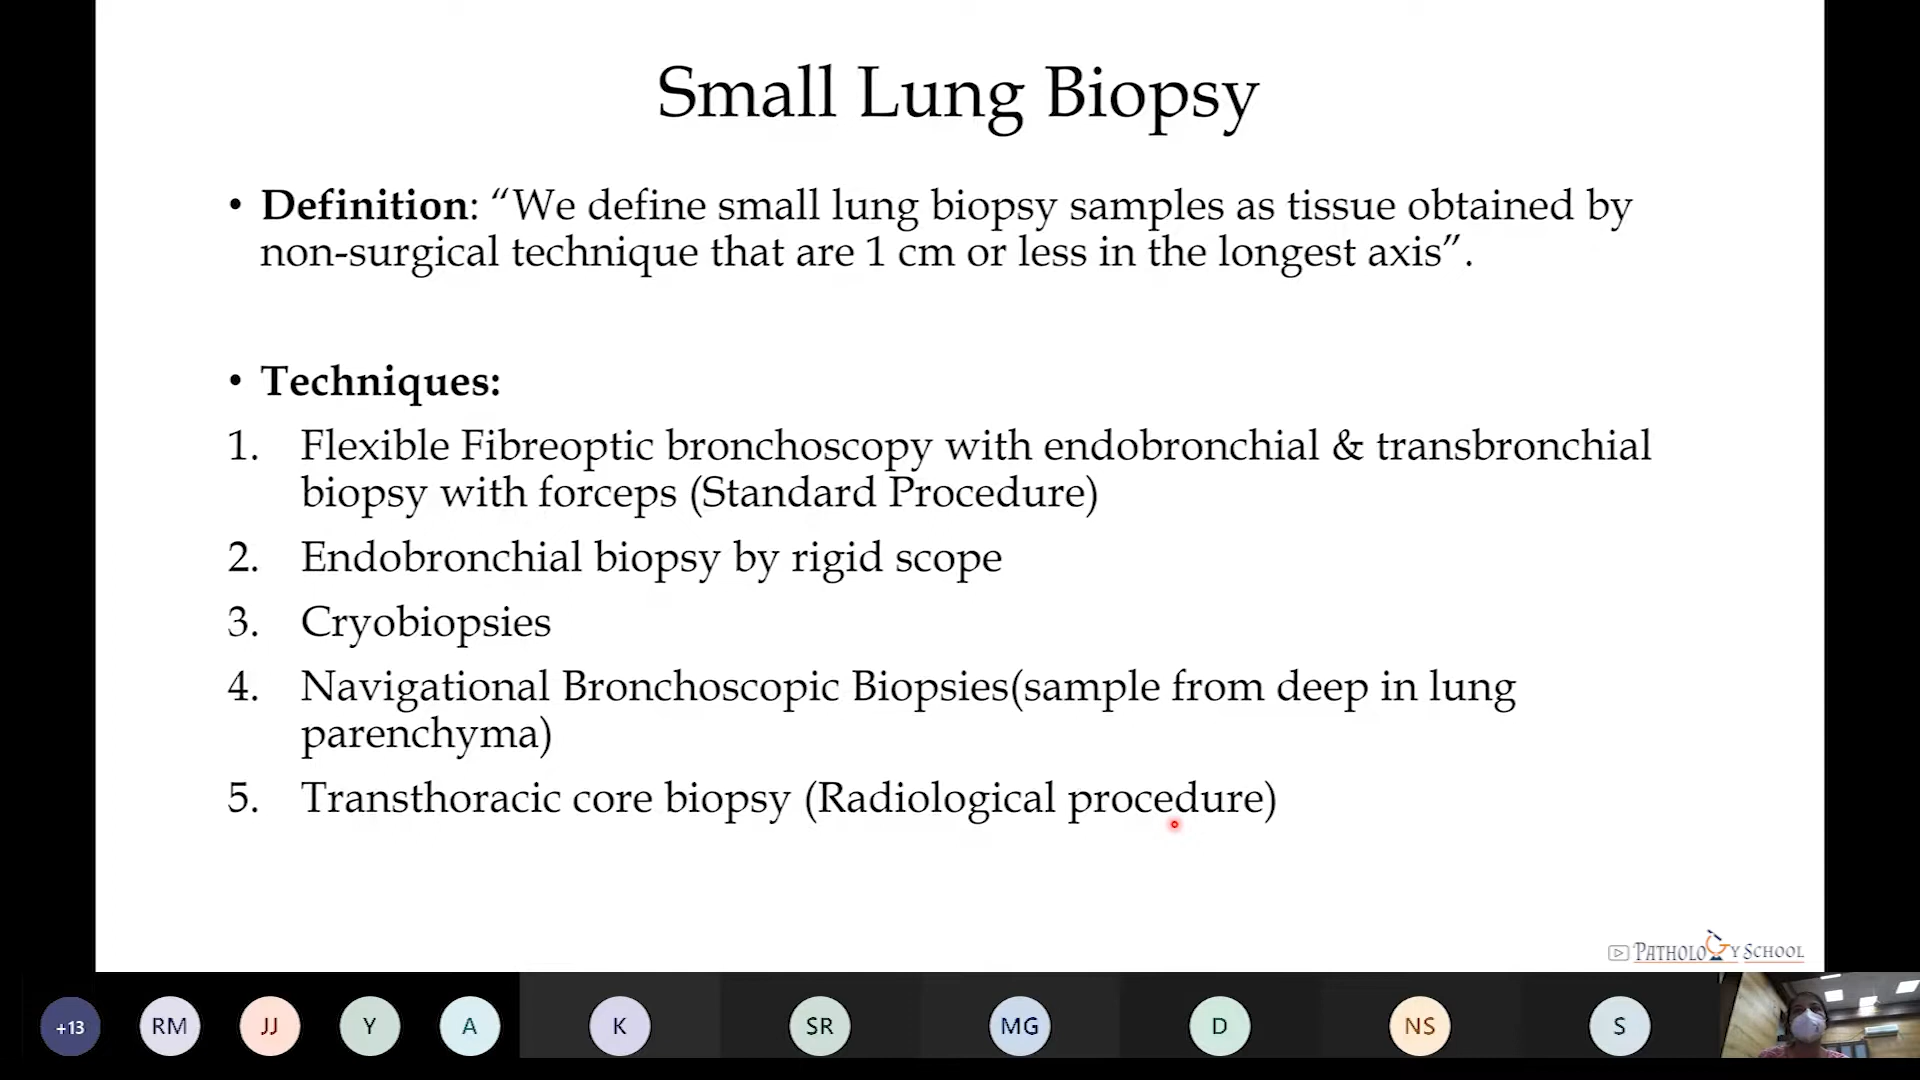 Small Lung Biopsy
• Definition: “We define small lung biopsy samples as tissue obtained by
non-surgical technique that are 1 cm or less in the longest axis”.
• Techniques:
1. Flexible Fibreoptic bronchoscopy with endobronchial & transbronchial
biopsy with forceps (Standard Procedure)
2. Endobronchial biopsy by rigid scope
3. Cryobiopsies
4. Navigational Bronchoscopic Biopsies(sample from deep in lung
parenchyma)
5. Transthoracic core biopsy (Radiological procedure)
PATHOLOGY SCHOOL
+13 RM JJ Y A K SR MG D NS S